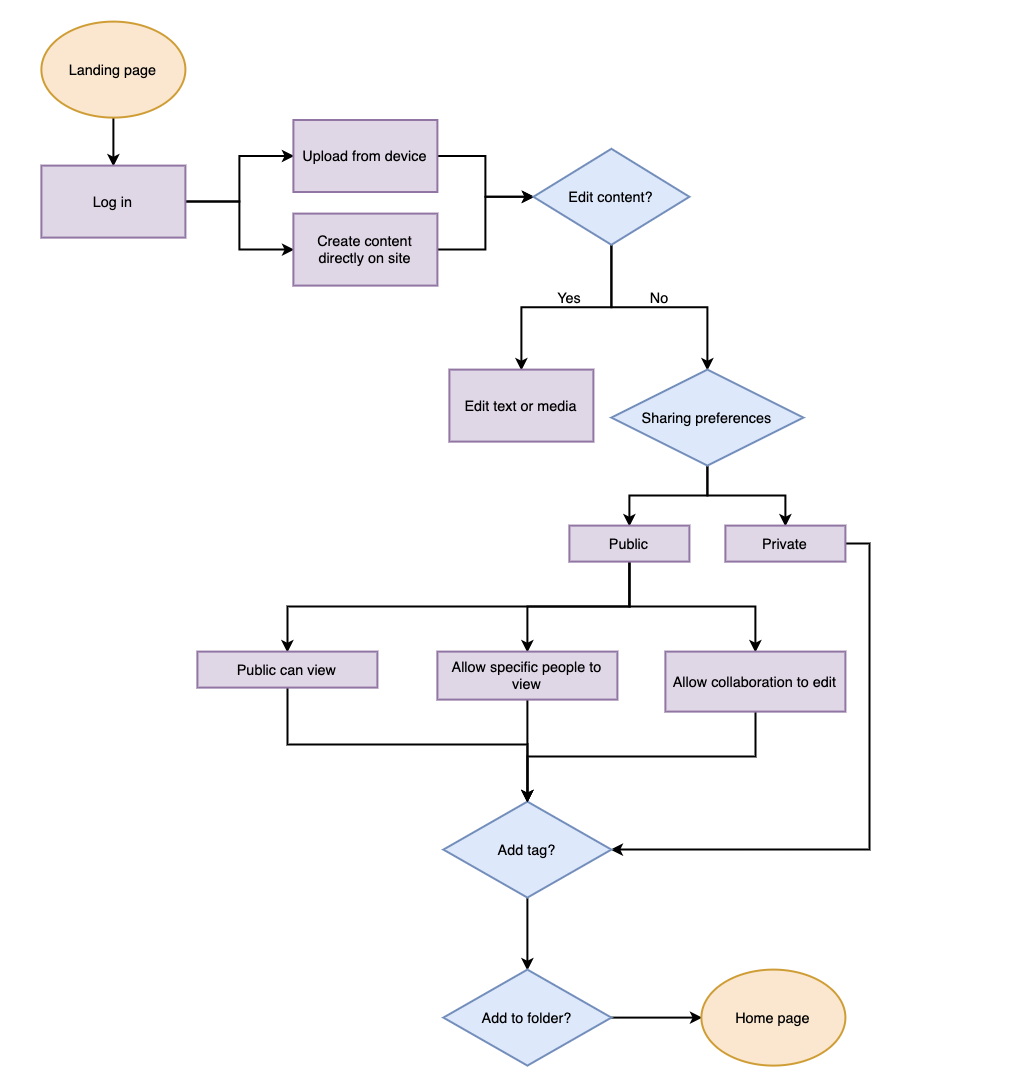 Landing page
Log in
Upload from device
Create content
directly on site
Edit content?
Yes
No
Edit text or media
Sharing preferences
Public
Private
Public can view
Allow specific people to
view
Allow collaboration to edit
Add tag?
Add to folder?
Home page